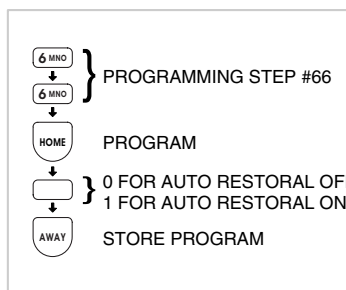 6 MNO
PROGRAMMING STEP #66
6 MNO
HOME PROGRAM
0 FOR AUTO RESTORAL OF
1 FOR AUTO RESTORAL ON
AWAY STORE PROGRAM